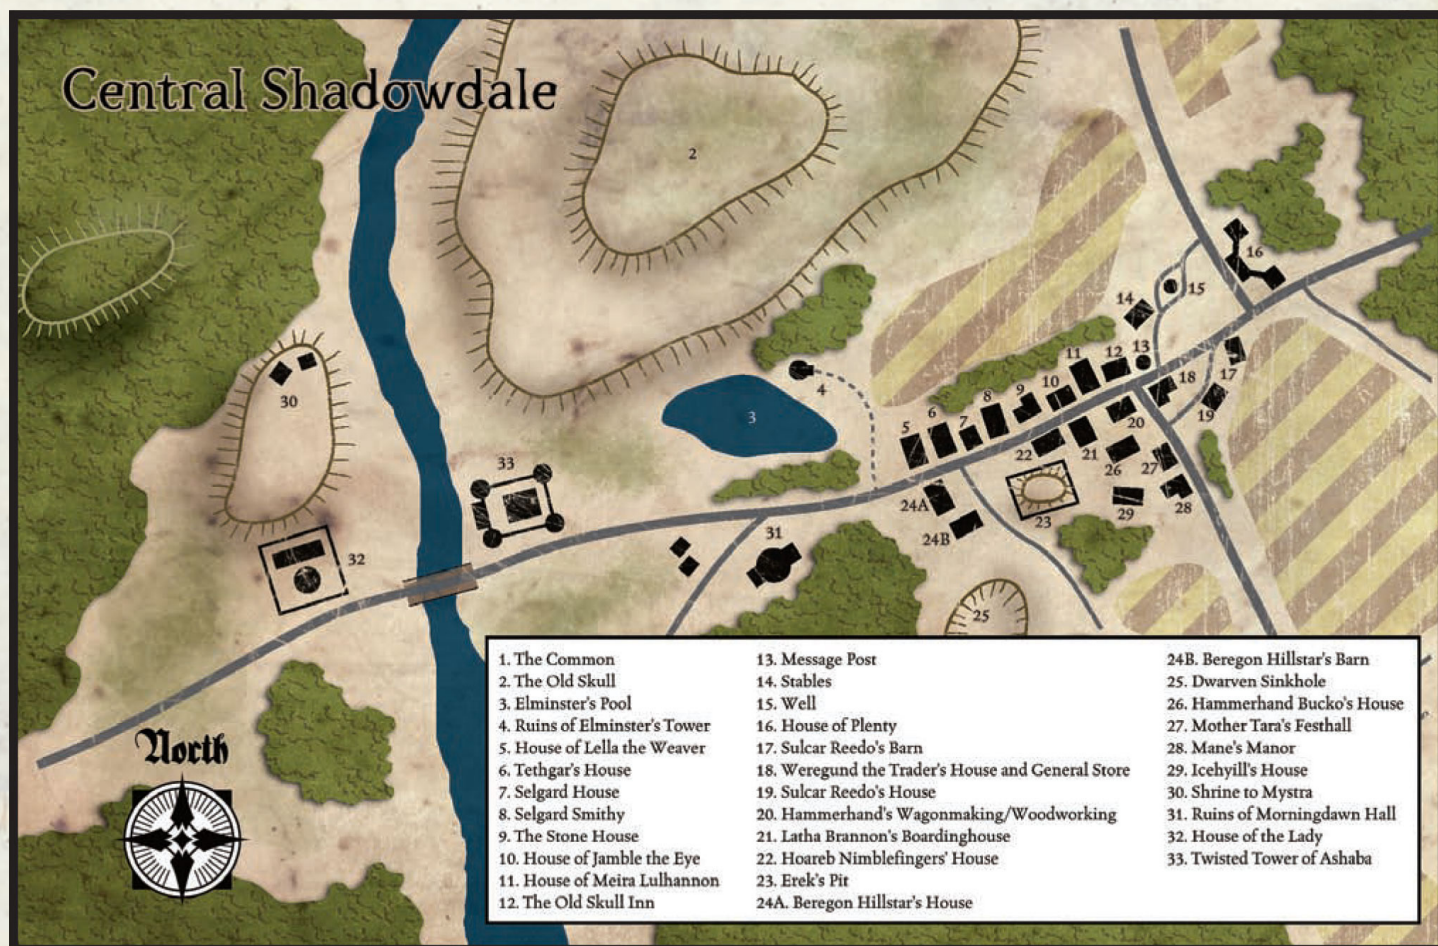 Central Shadowdale
2
16
15
14
13
12
11
10
9
8
7
6
5
4
3
30
17
18
19
20
21
22
26
27
28
29
23
24A
24B
33
32
31
25
North
1. The Common
2. The Old Skull
3. Elminster's Pool
4. Ruins of Elminster's Tower
5. House of Lella the Weaver
6. Tethgar's House
7. Selgard House
8. Selgard Smithy
9. The Stone House
10. House of Jamble the Eye
11. House of Meira Lulhannon
12. The Old Skull Inn
13. Message Post
14. Stables
15. Well
16. House of Plenty
17. Sulcar Reedo's Barn
18. Weregund the Trader's House and General Store
19. Sulcar Reedo's House
20. Hammerhand's Wagonmaking/Woodworking
21. Latha Brannon's Boardinghouse
22. Hoareb Nimblefingers' House
23. Erek's Pit
24A. Beregon Hillstar's House
24B. Beregon Hillstar's Barn
25. Dwarven Sinkhole
26. Hammerhand Bucko's House
27. Mother Tara's Festhall
28. Mane's Manor
29. Icehyill's House
30. Shrine to Mystra
31. Ruins of Morningdawn Hall
32. House of the Lady
33. Twisted Tower of Ashaba